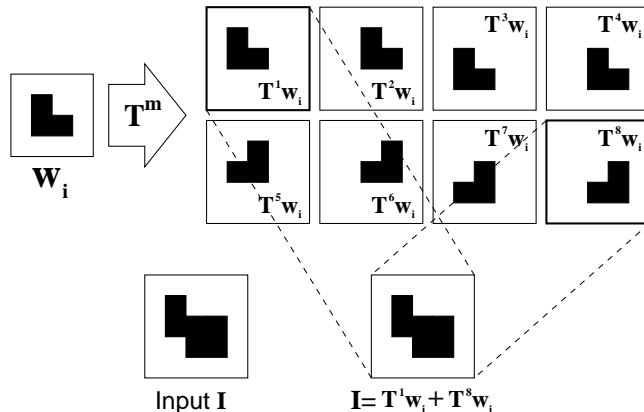 T³wᵢ T⁴wᵢ
Tᵐ
T¹wᵢ T²wᵢ
wᵢ
T⁷wᵢ T⁸wᵢ
T⁵wᵢ T⁶wᵢ
Input I
I= T¹wᵢ + T⁸wᵢ